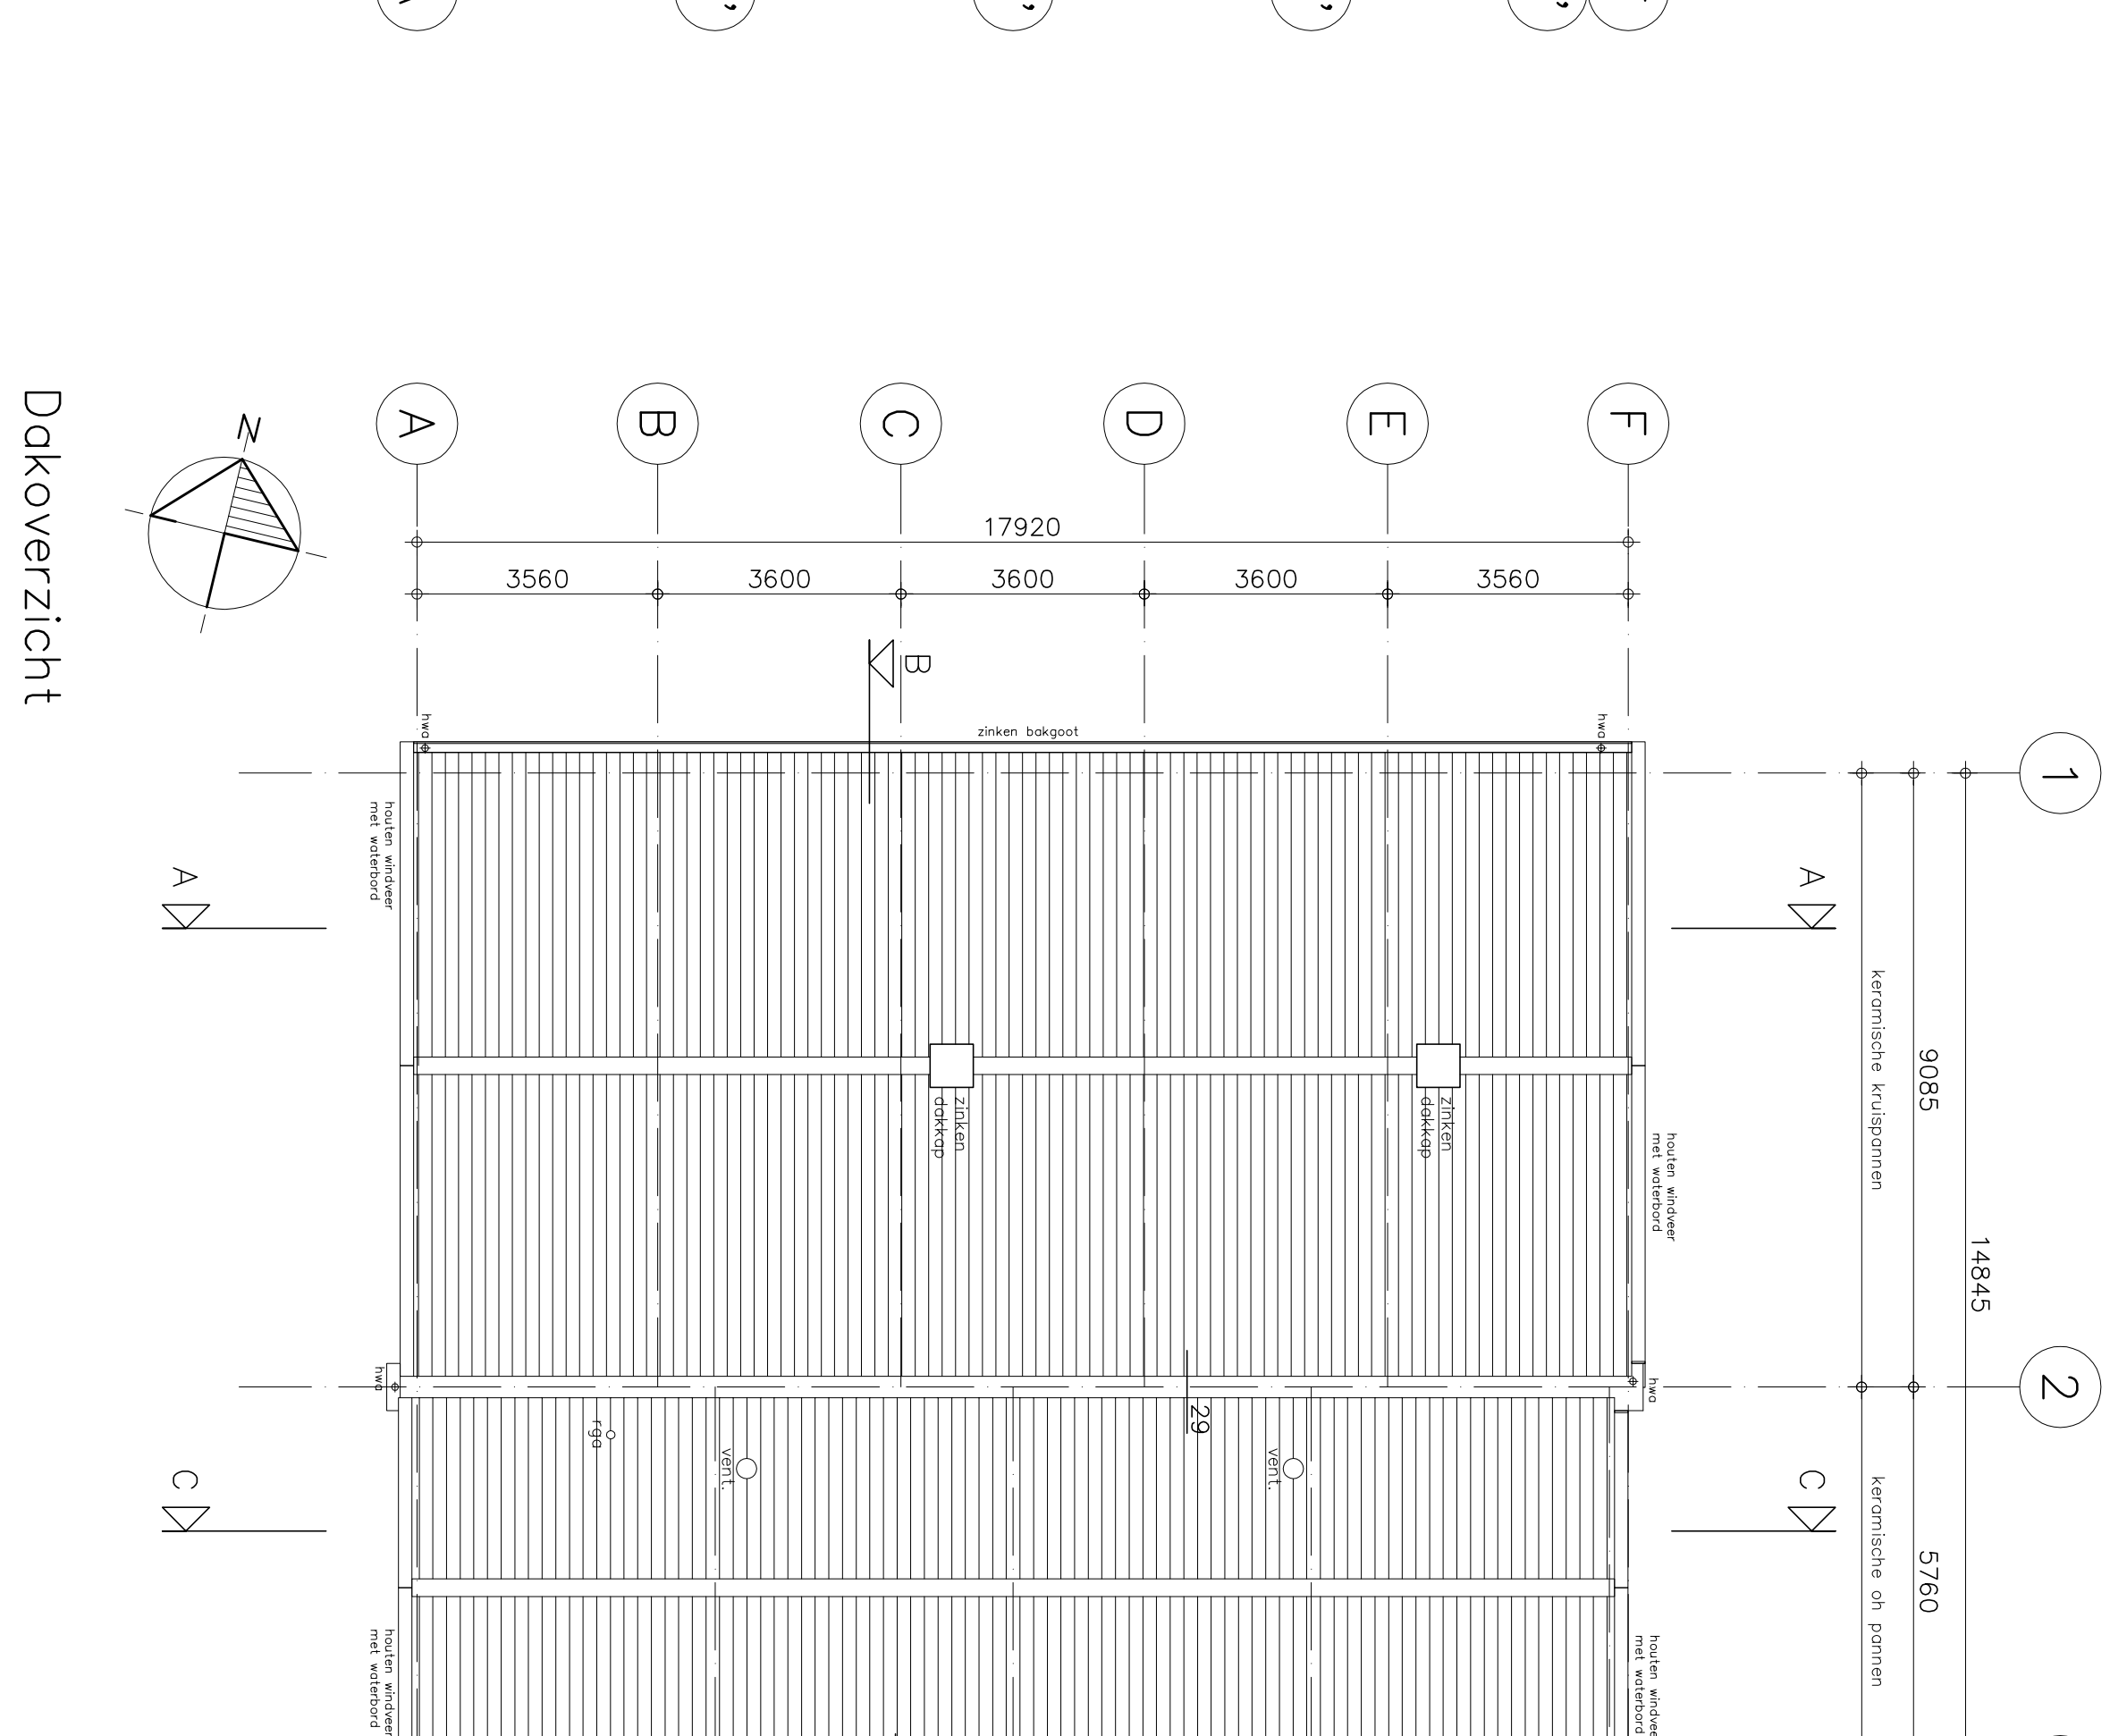 Dakoverzicht
N
A
B
C
D
E
F
17920
3560
3600
3600
3600
3560
B
hwa
zinken bakgoot
hwa
1
houten windveer
met waterbord
A
A
keramische kruispannen
9085
14845
zinken
dakkap
zinken
dakkap
houten windveer
met waterbord
hwa
hwa
2
29
rga
vent.
vent.
C
C
keramische oh pannen
5760
houten windveer
met waterbord
houten windveer
met waterbord